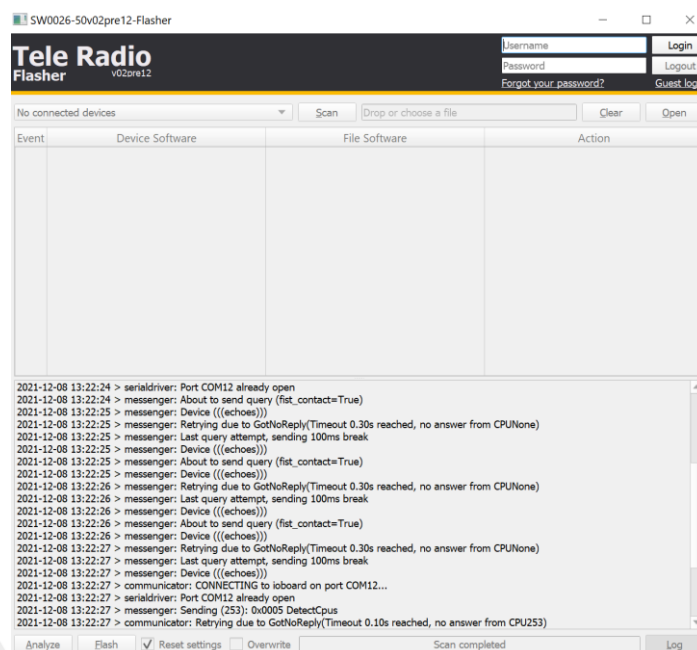 SW0026-50v02pre12-Flasher
Tele Radio
Flasher v02pre12
Username
Login
Password
Logout
Forgot your password?
Guest log
No connected devices
Scan
Drop or choose a file
Clear
Open
Event Device Software File Software Action
2021-12-08 13:22:24 > serialdriver: Port COM12 already open
2021-12-08 13:22:24 > messenger: About to send query (fist_contact=True)
2021-12-08 13:22:25 > messenger: Device (((echoes)))
2021-12-08 13:22:25 > messenger: Retrying due to GotNoReply(Timeout 0.30s reached, no answer from CPUNone)
2021-12-08 13:22:25 > messenger: Last query attempt, sending 100ms break
2021-12-08 13:22:25 > messenger: Device (((echoes)))
2021-12-08 13:22:25 > messenger: About to send query (fist_contact=True)
2021-12-08 13:22:25 > messenger: Device (((echoes)))
2021-12-08 13:22:26 > messenger: Retrying due to GotNoReply(Timeout 0.30s reached, no answer from CPUNone)
2021-12-08 13:22:26 > messenger: Last query attempt, sending 100ms break
2021-12-08 13:22:26 > messenger: Device (((echoes)))
2021-12-08 13:22:26 > messenger: About to send query (fist_contact=True)
2021-12-08 13:22:26 > messenger: Device (((echoes)))
2021-12-08 13:22:27 > messenger: Retrying due to GotNoReply(Timeout 0.30s reached, no answer from CPUNone)
2021-12-08 13:22:27 > messenger: Last query attempt, sending 100ms break
2021-12-08 13:22:27 > messenger: Device (((echoes)))
2021-12-08 13:22:27 > communicator: CONNECTING to ioboard on port COM12...
2021-12-08 13:22:27 > serialdriver: Port COM12 already open
2021-12-08 13:22:27 > messenger: Sending (253): 0x0005 DetectCpus
2021-12-08 13:22:27 > communicator: Retrying due to GotNoReply(Timeout 0.10s reached, no answer from CPU253)
Analyze Flash Reset settings Overwrite Scan completed Log